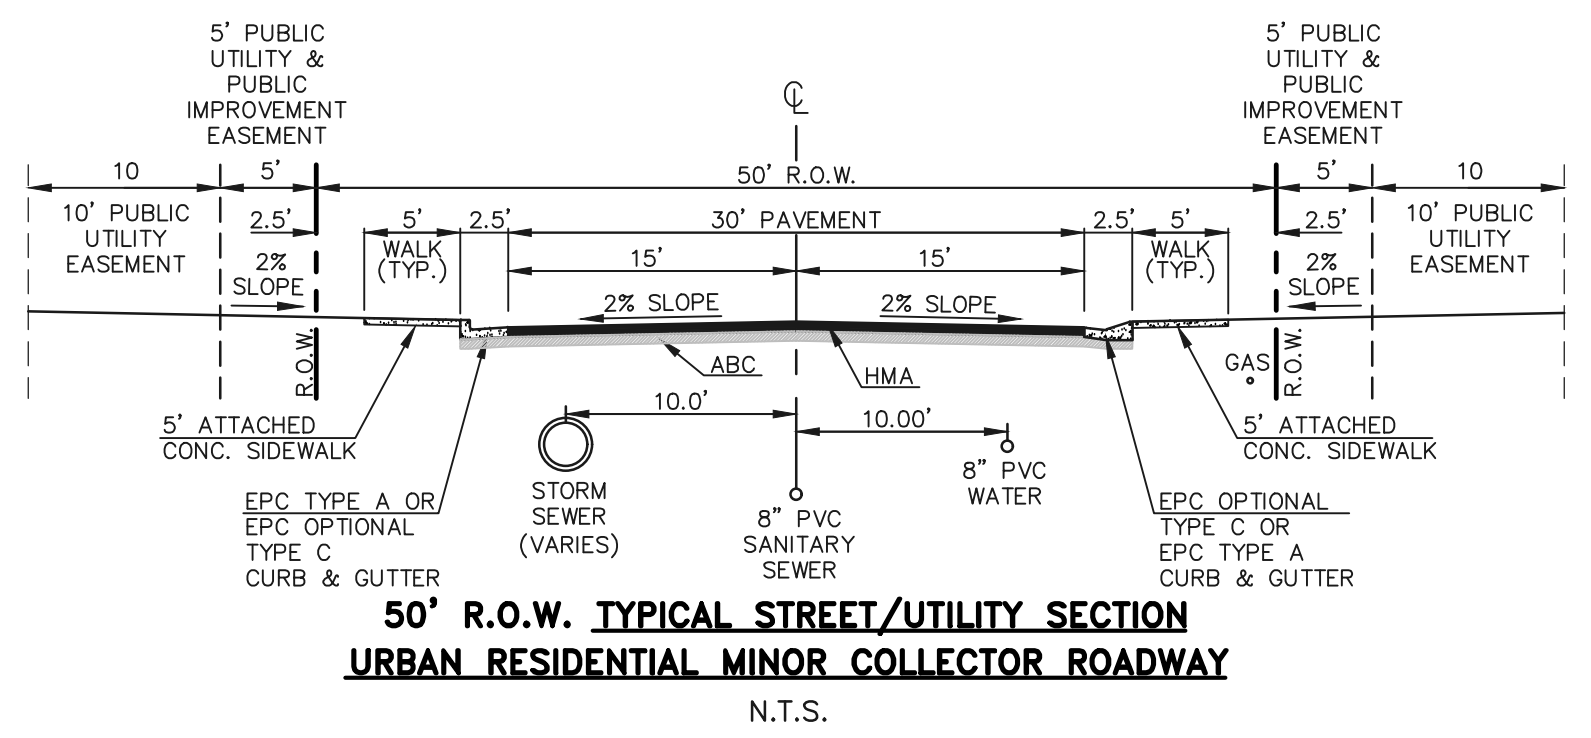 5' PUBLIC
UTILITY &
PUBLIC
IMPROVEMENT
EASEMENT
5' PUBLIC
UTILITY &
PUBLIC
IMPROVEMENT
EASEMENT
℄
10
5'
50' R.O.W.
5'
10
10' PUBLIC
UTILITY
EASEMENT
2.5'
5'
WALK
(TYP.)
2.5'
30' PAVEMENT
2.5'
5'
WALK
(TYP.)
2.5'
10' PUBLIC
UTILITY
EASEMENT
15'
15'
2%
SLOPE
2% SLOPE
2% SLOPE
2%
SLOPE
R.O.W.
ABC
HMA
GAS
R.O.W.
10.0'
10.00'
5' ATTACHED
CONC. SIDEWALK
5' ATTACHED
CONC. SIDEWALK
EPC TYPE A OR
EPC OPTIONAL
TYPE C
CURB & GUTTER
STORM
SEWER
(VARIES)
8" PVC
SANITARY
SEWER
8" PVC
WATER
EPC OPTIONAL
TYPE C OR
EPC TYPE A
CURB & GUTTER
50' R.O.W. TYPICAL STREET/UTILITY SECTION
URBAN RESIDENTIAL MINOR COLLECTOR ROADWAY
N.T.S.